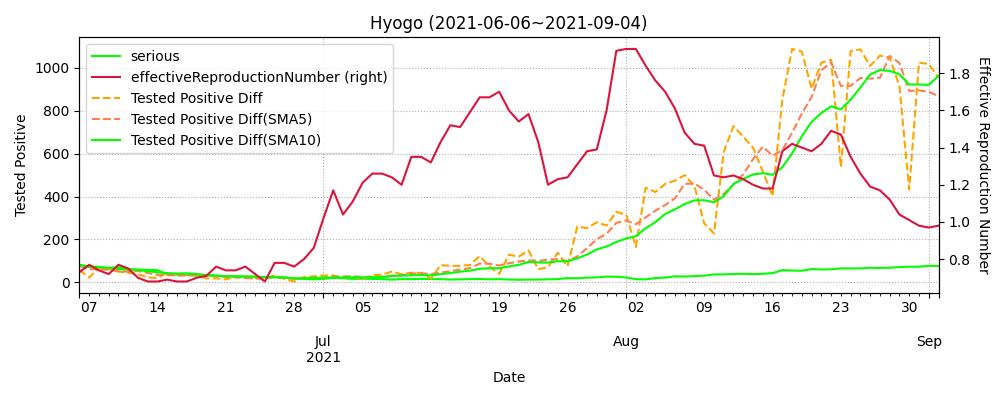 Hyogo (2021-06-06~2021-09-04)
serious
effectiveReproductionNumber (right)
Tested Positive Diff
Tested Positive Diff(SMA5)
Tested Positive Diff(SMA10)
Tested Positive
1000
800
600
400
200
0
Effective Reproduction Number
1.8
1.6
1.4
1.2
1.0
0.8
07 14 21 28 05 12 19 26 02 09 16 23 30
Jul Aug Sep
2021
Date